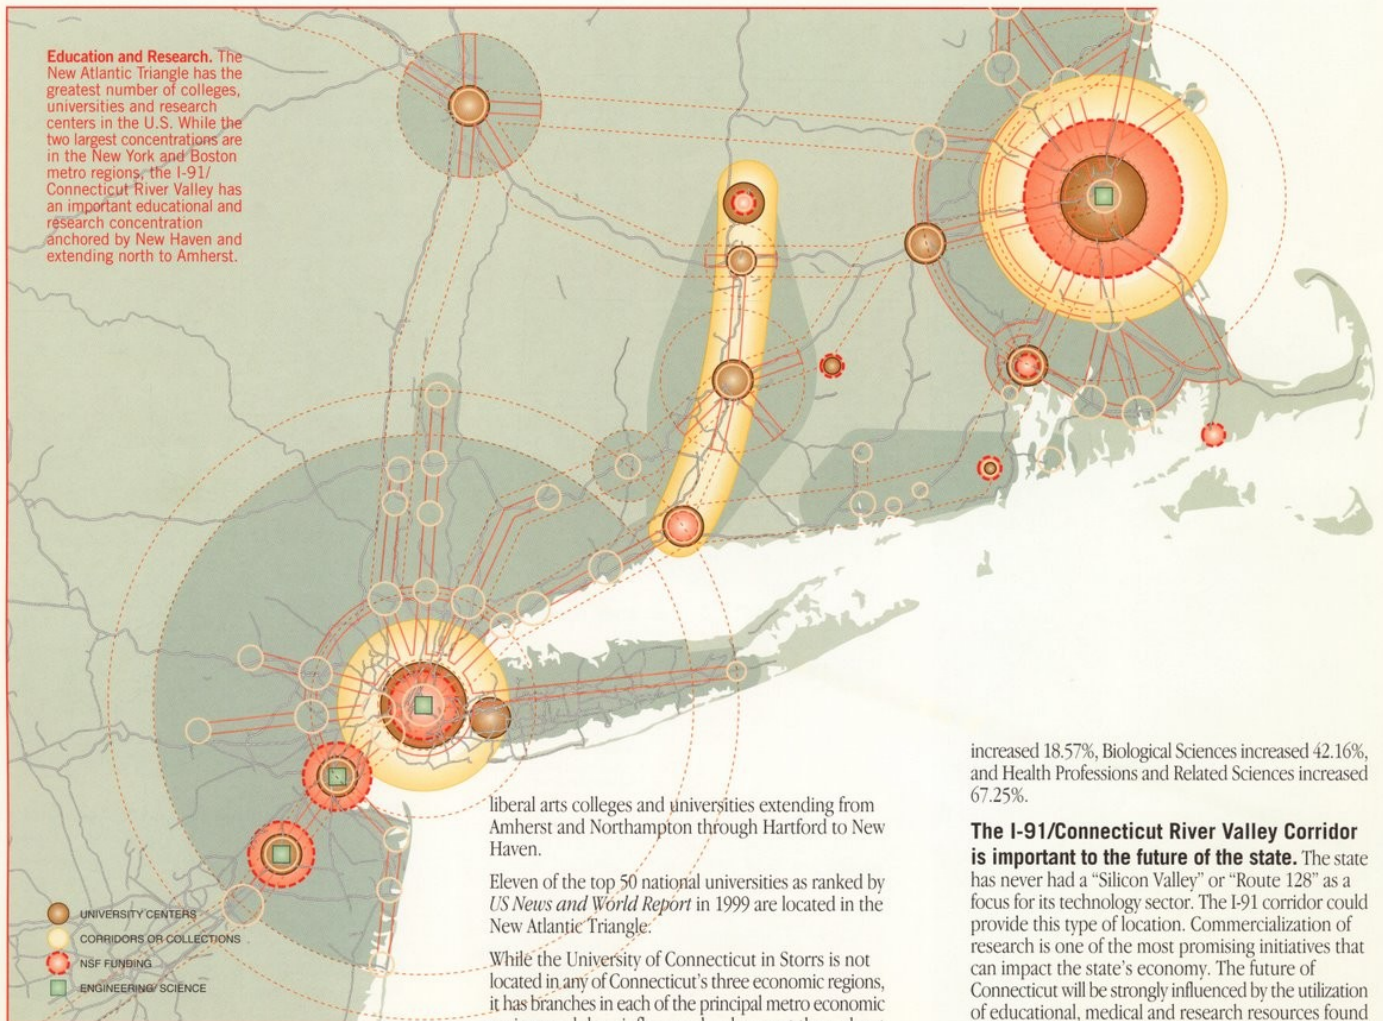 Education and Research. The
New Atlantic Triangle has the
greatest number of colleges,
universities and research
centers in the U.S. While the
two largest concentrations are
in the New York and Boston
metro regions, the I-91/
Connecticut River Valley has
an important educational and
research concentration
anchored by New Haven and
extending north to Amherst.
UNIVERSITY CENTERS
CORRIDORS OR COLLECTIONS
NSF FUNDING
ENGINEERING/ SCIENCE
liberal arts colleges and universities extending from
Amherst and Northampton through Hartford to New
Haven.
Eleven of the top 50 national universities as ranked by
US News and World Report in 1999 are located in the
New Atlantic Triangle.
While the University of Connecticut in Storrs is not
located in any of Connecticut's three economic regions,
it has branches in each of the principal metro economic
increased 18.57%, Biological Sciences increased 42.16%,
and Health Professions and Related Sciences increased
67.25%.
The I-91/Connecticut River Valley Corridor
is important to the future of the state. The state
has never had a “Silicon Valley” or “Route 128” as a
focus for its technology sector. The I-91 corridor could
provide this type of location. Commercialization of
research is one of the most promising initiatives that
can impact the state's economy. The future of
Connecticut will be strongly influenced by the utilization
of educational, medical and research resources found